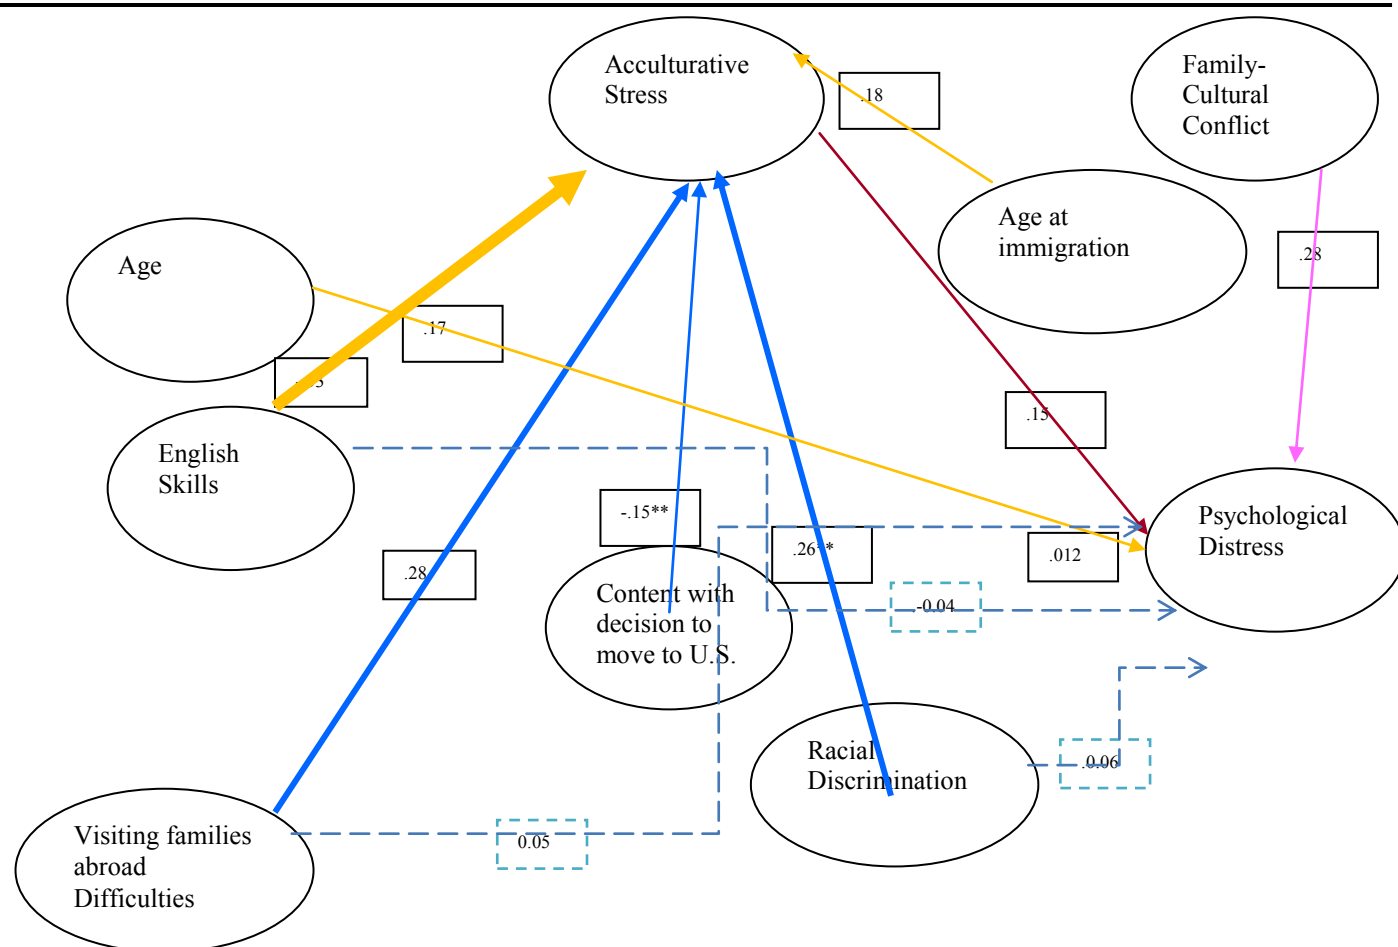 Acculturative
Stress
Family-
Cultural
Conflict
.18
Age at
immigration
.28
Age
.17
English
Skills
.15
-.15**
.26**
.012
Psychological
Distress
.28
Content with
decision to
move to U.S.
-0.04
Racial
Discrimination
.0.06
Visiting families
abroad
Difficulties
0.05